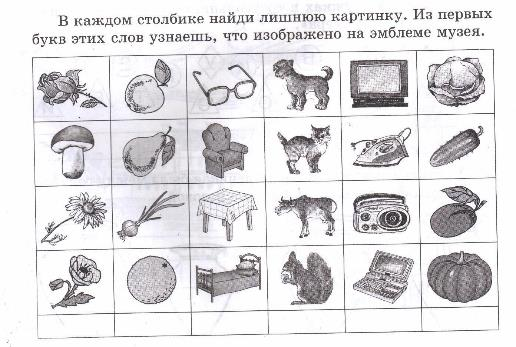 В каждом столбике найди лишнюю картинку. Из первых
букв этих слов узнаешь, что изображено на эмблеме музея.